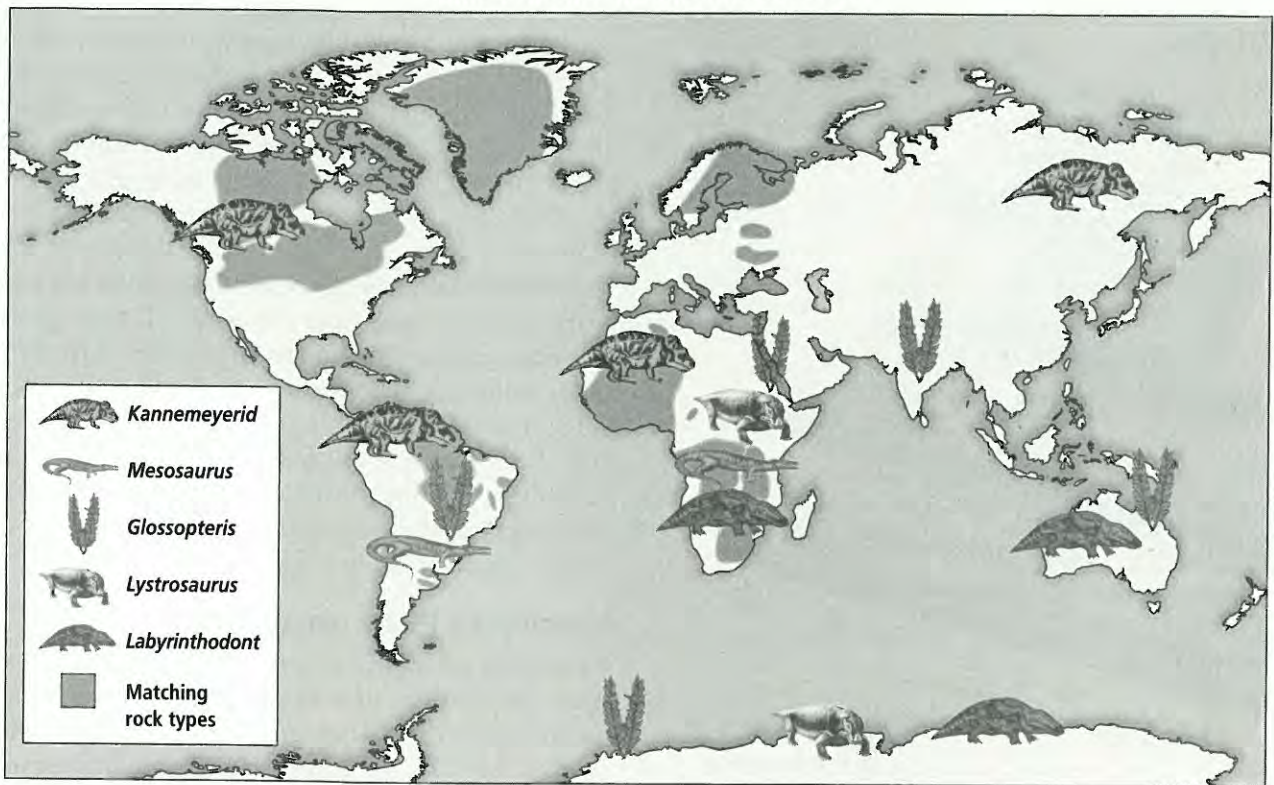 Kannemeyerid
Mesosaurus
Glossopteris
Lystrosaurus
Labyrinthodont
Matching
rock types